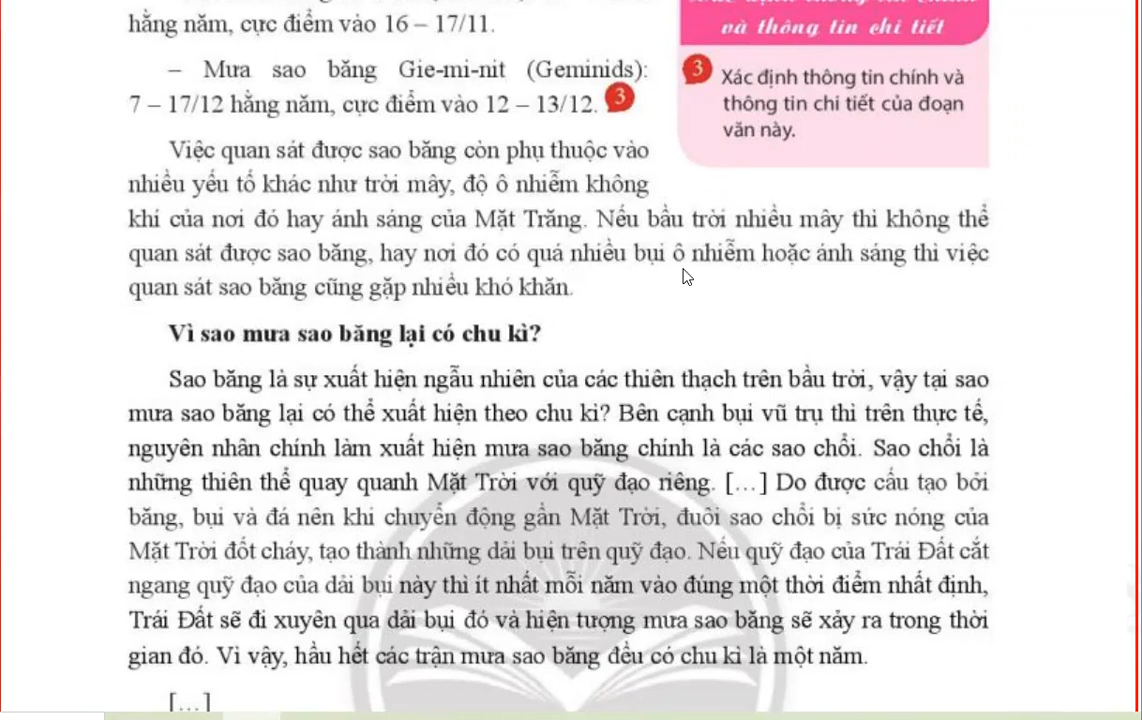 hằng năm, cực điểm vào 16 – 17/11.
và thông tin chi tiết
– Mưa sao băng Gie-mi-nit (Geminids):
7 – 17/12 hằng năm, cực điểm vào 12 – 13/12. 3
3 Xác định thông tin chính và
thông tin chi tiết của đoạn
văn này.
Việc quan sát được sao băng còn phụ thuộc vào
nhiều yếu tố khác như trời mây, độ ô nhiễm không
khí của nơi đó hay ánh sáng của Mặt Trăng. Nếu bầu trời nhiều mây thì không thể
quan sát được sao băng, hay nơi đó có quá nhiều bụi ô nhiễm hoặc ánh sáng thì việc
quan sát sao băng cũng gặp nhiều khó khăn.
Vì sao mưa sao băng lại có chu kì?
Sao băng là sự xuất hiện ngẫu nhiên của các thiên thạch trên bầu trời, vậy tại sao
mưa sao băng lại có thể xuất hiện theo chu kì? Bên cạnh bụi vũ trụ thì trên thực tế,
nguyên nhân chính làm xuất hiện mưa sao băng chính là các sao chổi. Sao chổi là
những thiên thể quay quanh Mặt Trời với quỹ đạo riêng. [...] Do được cấu tạo bởi
băng, bụi và đá nên khi chuyển động gần Mặt Trời, đuôi sao chổi bị sức nóng của
Mặt Trời đốt cháy, tạo thành những dải bụi trên quỹ đạo. Nếu quỹ đạo của Trái Đất cắt
ngang quỹ đạo của dải bụi này thì ít nhất mỗi năm vào đúng một thời điểm nhất định,
Trái Đất sẽ đi xuyên qua dải bụi đó và hiện tượng mưa sao băng sẽ xảy ra trong thời
gian đó. Vì vậy, hầu hết các trận mưa sao băng đều có chu kì là một năm.
[...]